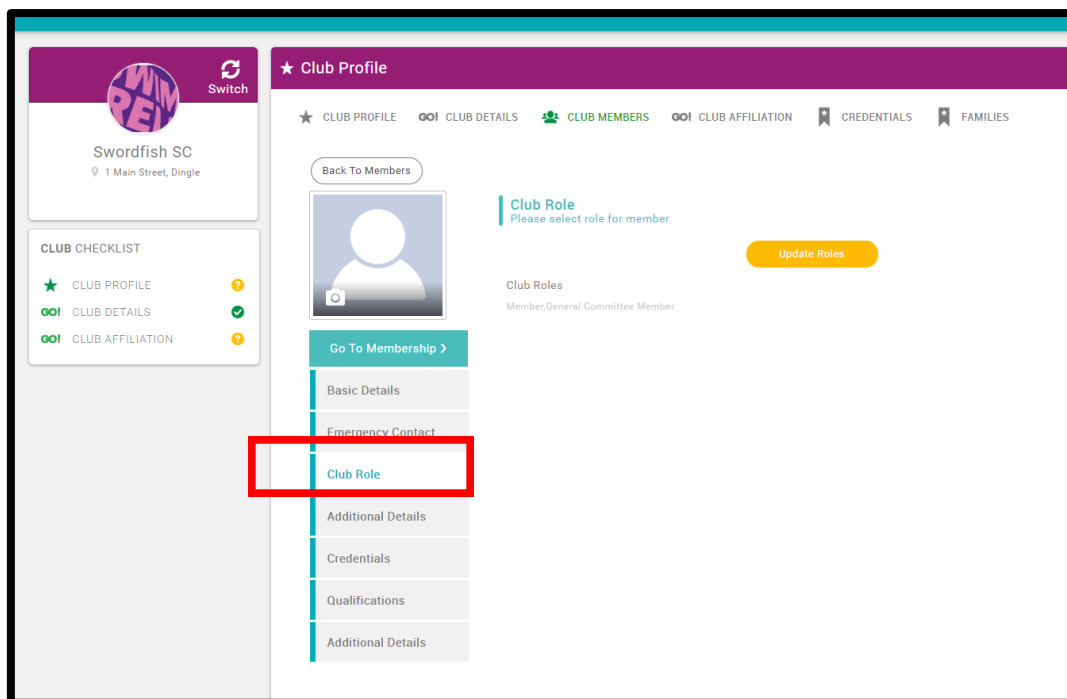 Switch
Swordfish SC
1 Main Street, Dingle
CLUB CHECKLIST
CLUB PROFILE
GO! CLUB DETAILS
GO! CLUB AFFILIATION
Club Profile
CLUB PROFILE GO! CLUB DETAILS CLUB MEMBERS GO! CLUB AFFILIATION CREDENTIALS FAMILIES
Back To Members
Go To Membership
Basic Details
Emergency Contact
Club Role
Additional Details
Credentials
Qualifications
Additional Details
Club Role
Please select role for member
Update Roles
Club Roles
Member,General Committee Member